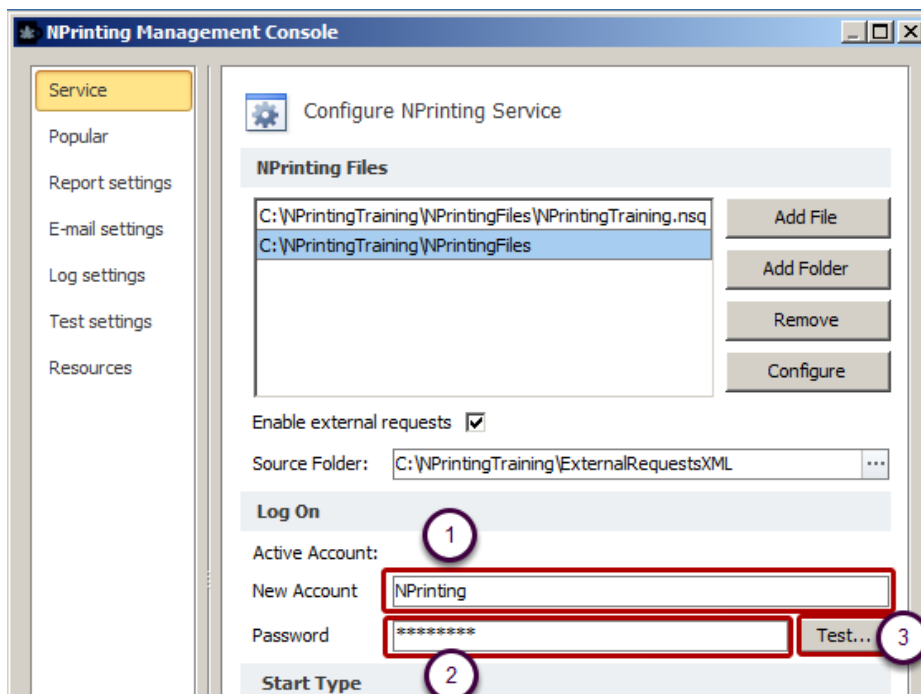 NPrinting Management Console
Service
Popular
Report settings
E-mail settings
Log settings
Test settings
Resources
Configure NPrinting Service
NPrinting Files
C:\NPrintingTraining\NPrintingFiles\NPrintingTraining.nsq
C:\NPrintingTraining\NPrintingFiles
Add File
Add Folder
Remove
Configure
Enable external requests
Source Folder: C:\NPrintingTraining\ExternalRequestsXML ...
Log On
1
Active Account:
New Account NPrinting
Password ******** Test... 3
2
Start Type